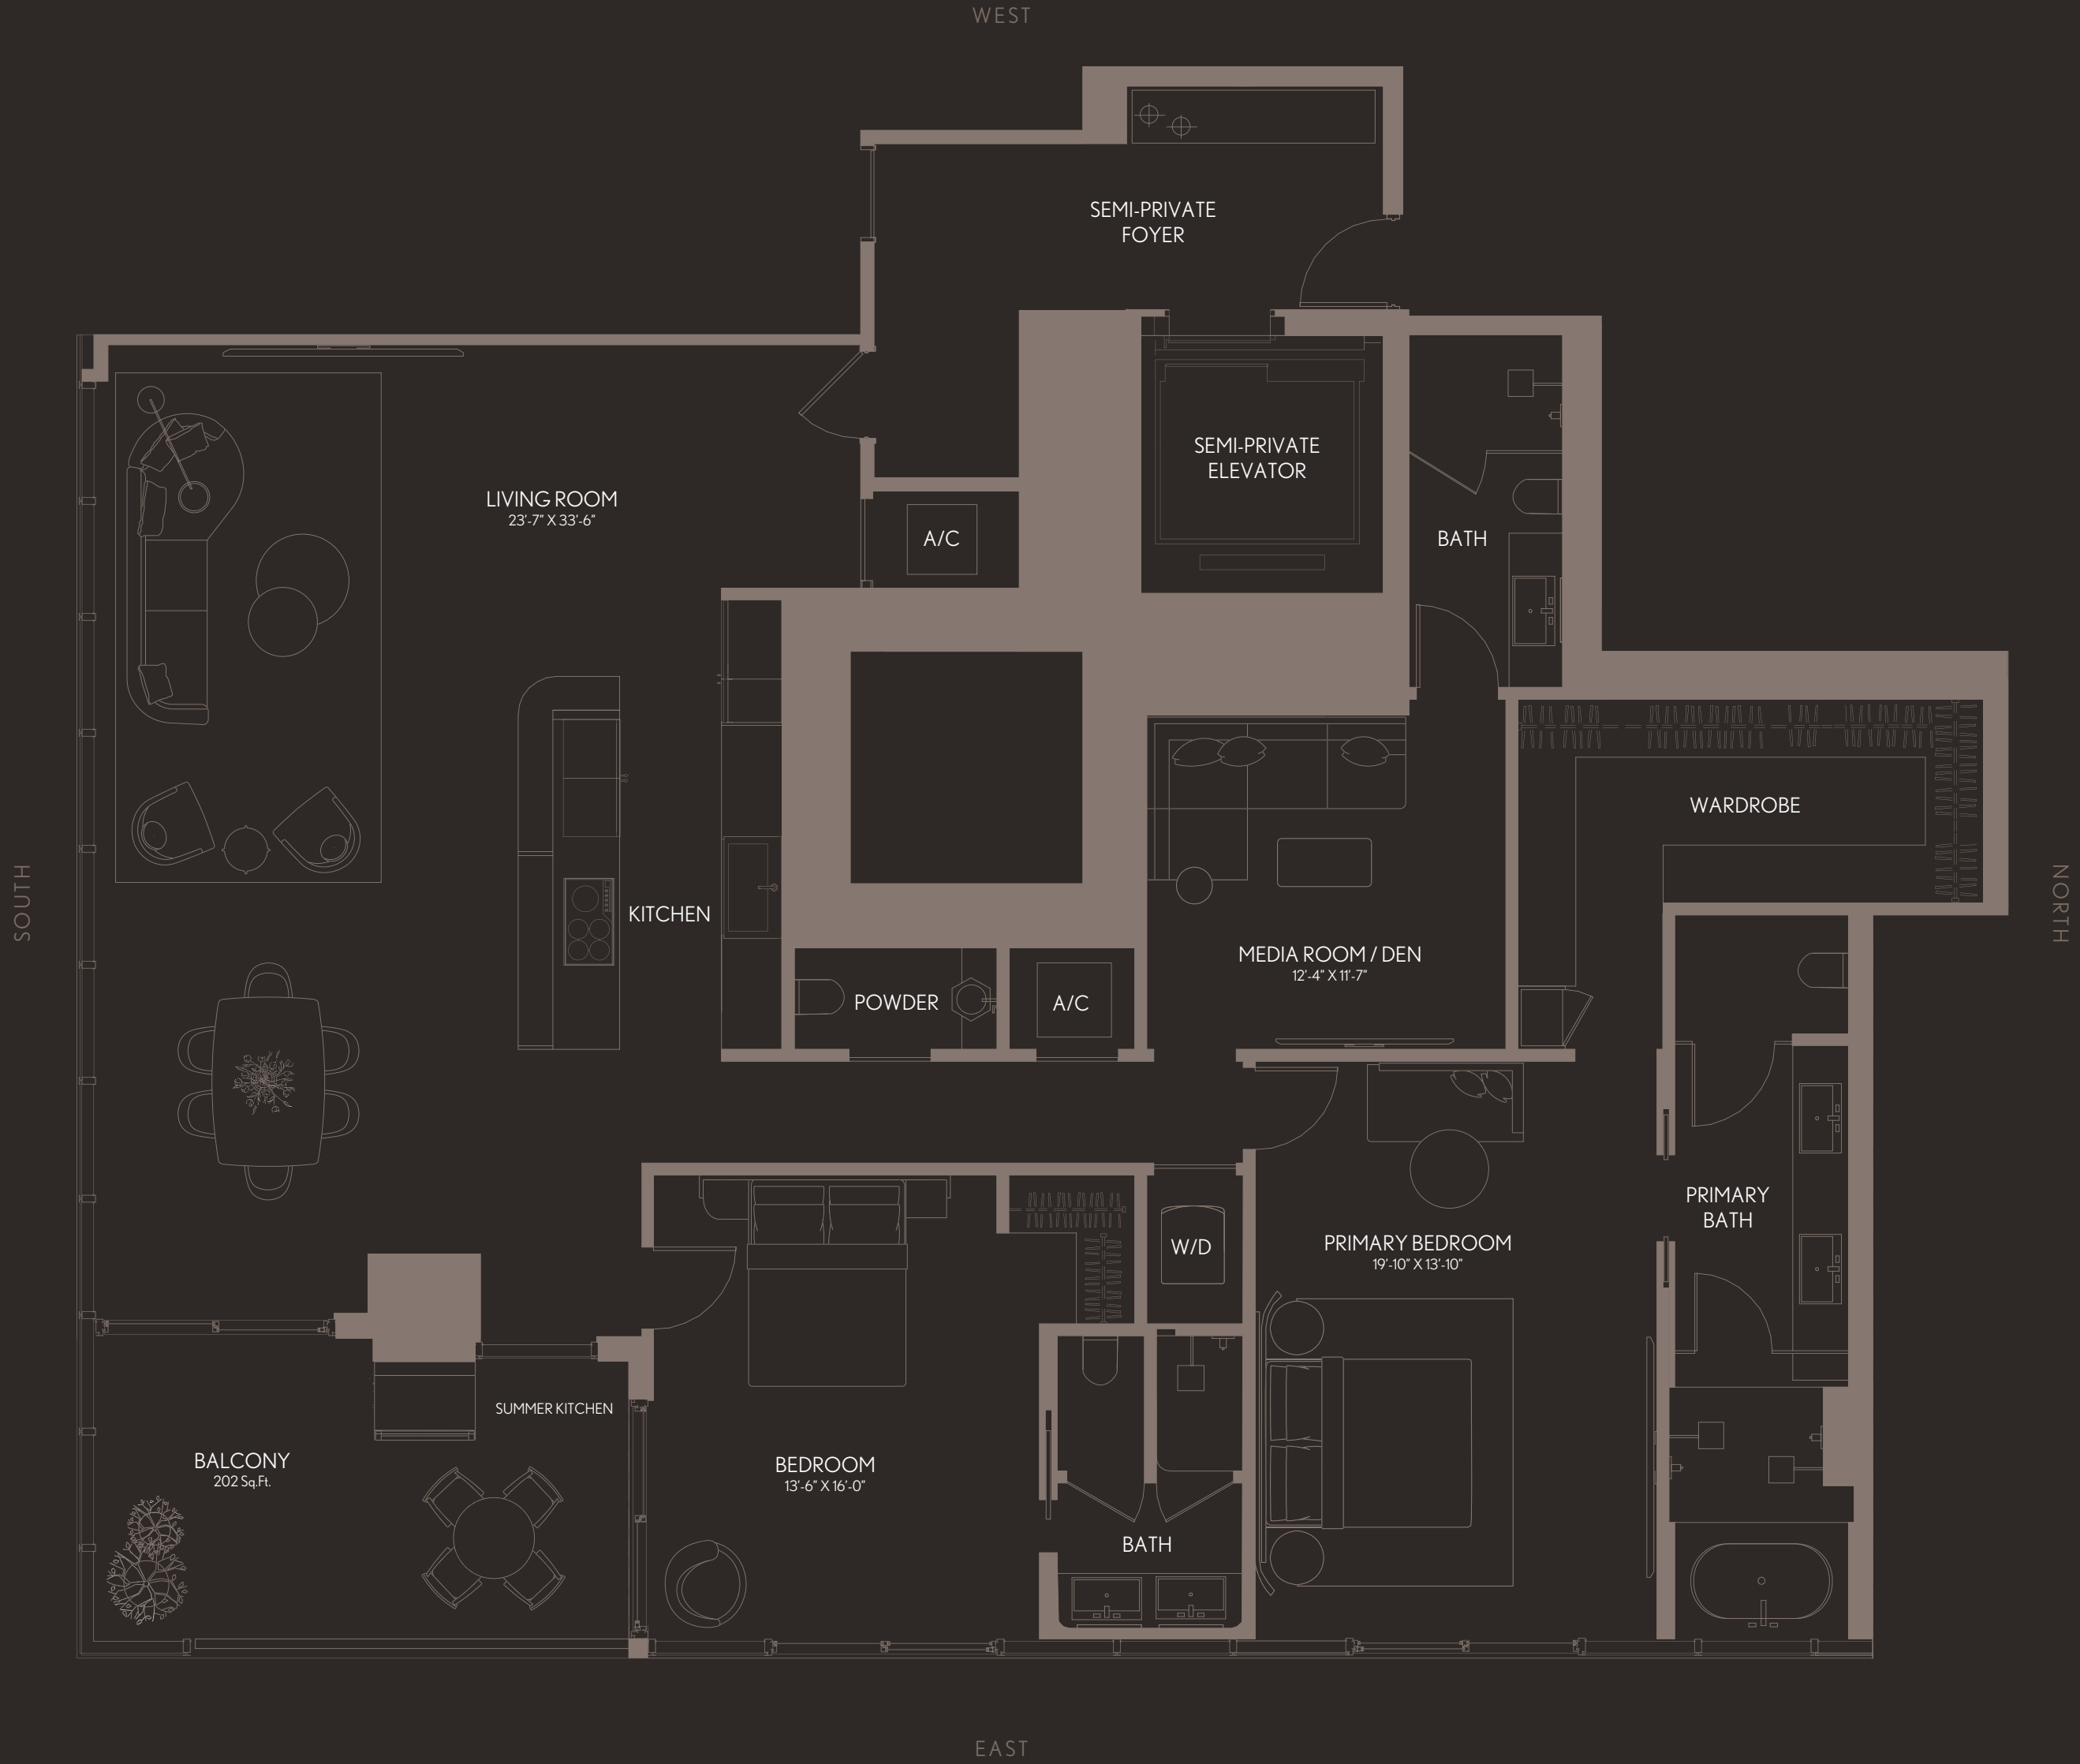 WEST
SEMI-PRIVATE
FOYER
SEMI-PRIVATE
ELEVATOR
LIVING ROOM
23'-7" X 33'-6"
A/C
BATH
WARDROBE
SOUTH
NORTH
KITCHEN
MEDIA ROOM / DEN
12'-4" X 11'-7"
POWDER
A/C
PRIMARY
BATH
W/D
PRIMARY BEDROOM
19'-10" X 13'-10"
SUMMER KITCHEN
BALCONY
202 Sq.Ft.
BEDROOM
13'-6" X 16'-0"
BATH
EAST